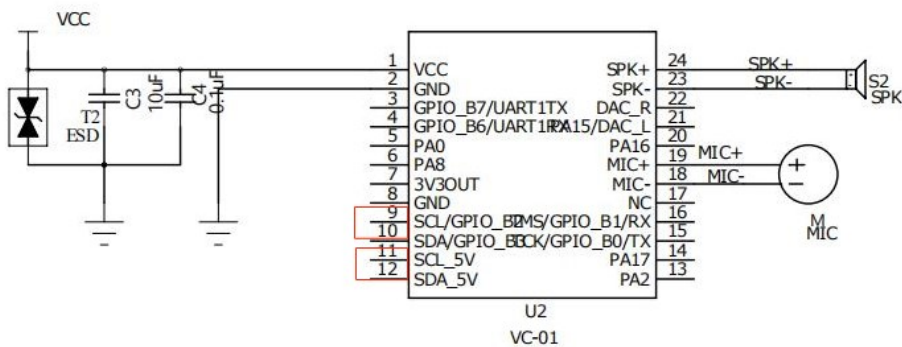 VCC
C3
10uF
C4
0.1uF
T2
ESD
1 VCC
2 GND
3 GPIO_B7/UART1TX
4 GPIO_B6/UART1RX
5 PA0
6 PA8
7 3V3OUT
8 GND
9 SCL/GPIO_B2
10 SDA/GPIO_B3
11 SCL_5V
12 SDA_5V
SPK+ 24 SPK+
SPK- 23 SPK-
DAC_R 22
PA15/DAC_L 21
PA16 20
MIC+ 19 MIC+
MIC- 18 MIC-
NC 17
TMS/GPIO_B1/RX 16
TCK/GPIO_B0/TX 15
PA17 14
PA2 13
S2
SPK
M
MIC
U2
VC-01